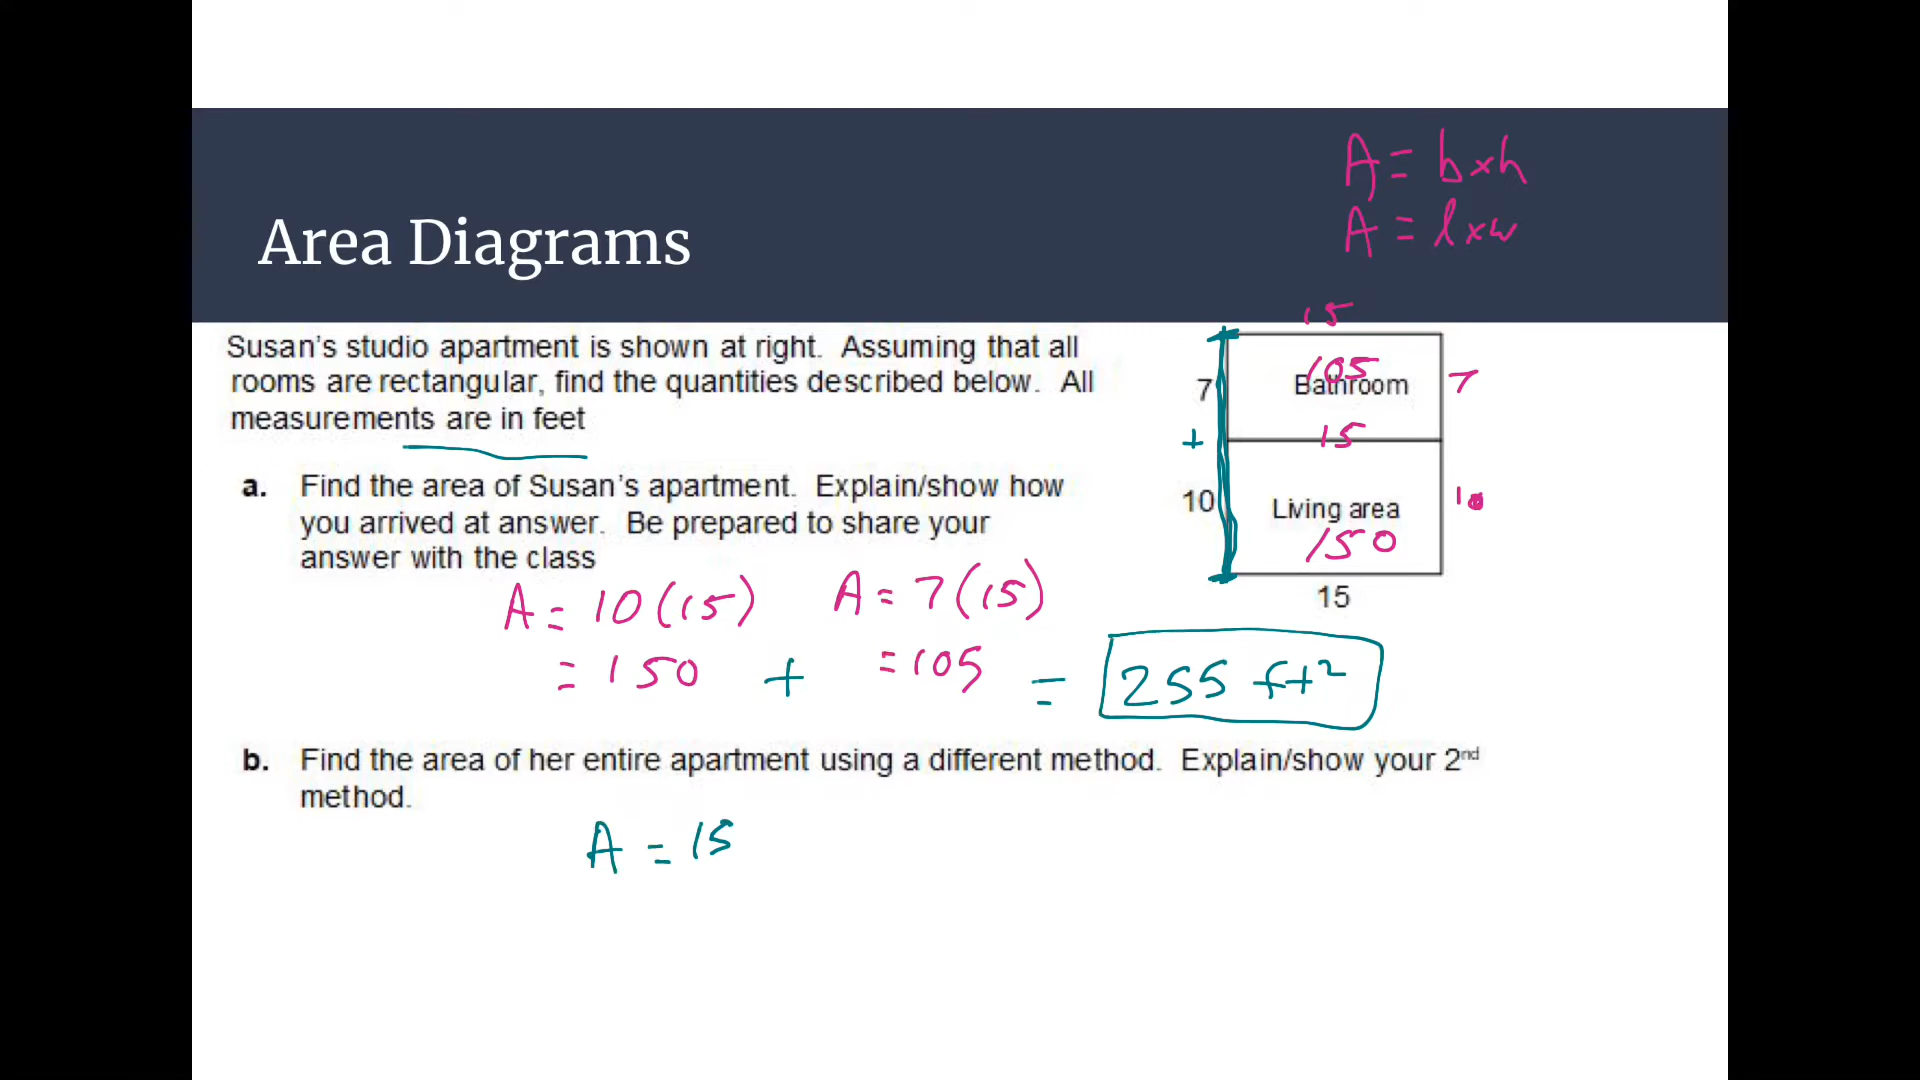 A = b×h
A = l×w
Area Diagrams
15
Susan's studio apartment is shown at right. Assuming that all
rooms are rectangular, find the quantities described below. All
measurements are in feet
105
7 Bathroom 7
+ 15
10 Living area 10
150
15
a. Find the area of Susan's apartment. Explain/show how
you arrived at answer. Be prepared to share your
answer with the class
A = 10(15) A = 7(15)
= 150 + = 105 = 255 ft²
b. Find the area of her entire apartment using a different method. Explain/show your 2nd
method.
A = 15